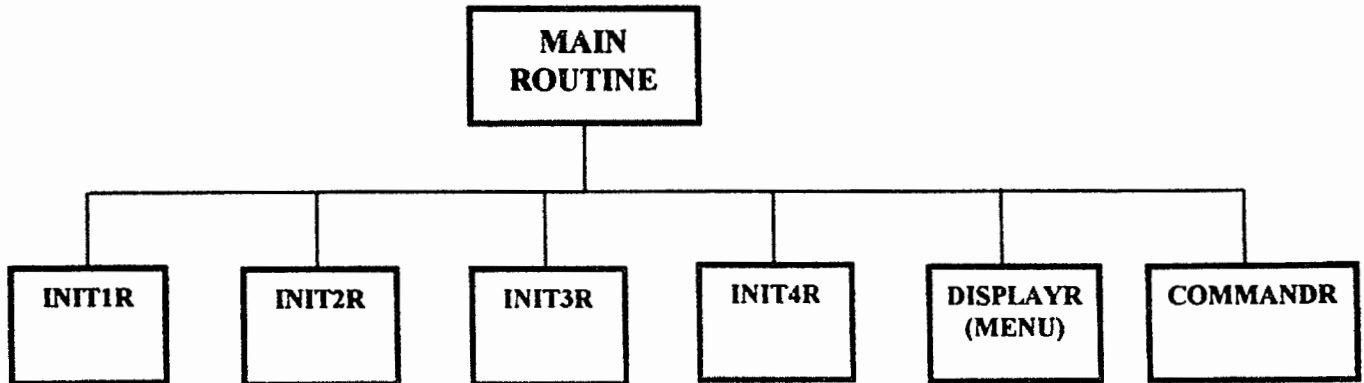 MAIN
ROUTINE
INIT1R
INIT2R
INIT3R
INIT4R
DISPLAYR
(MENU)
COMMANDR